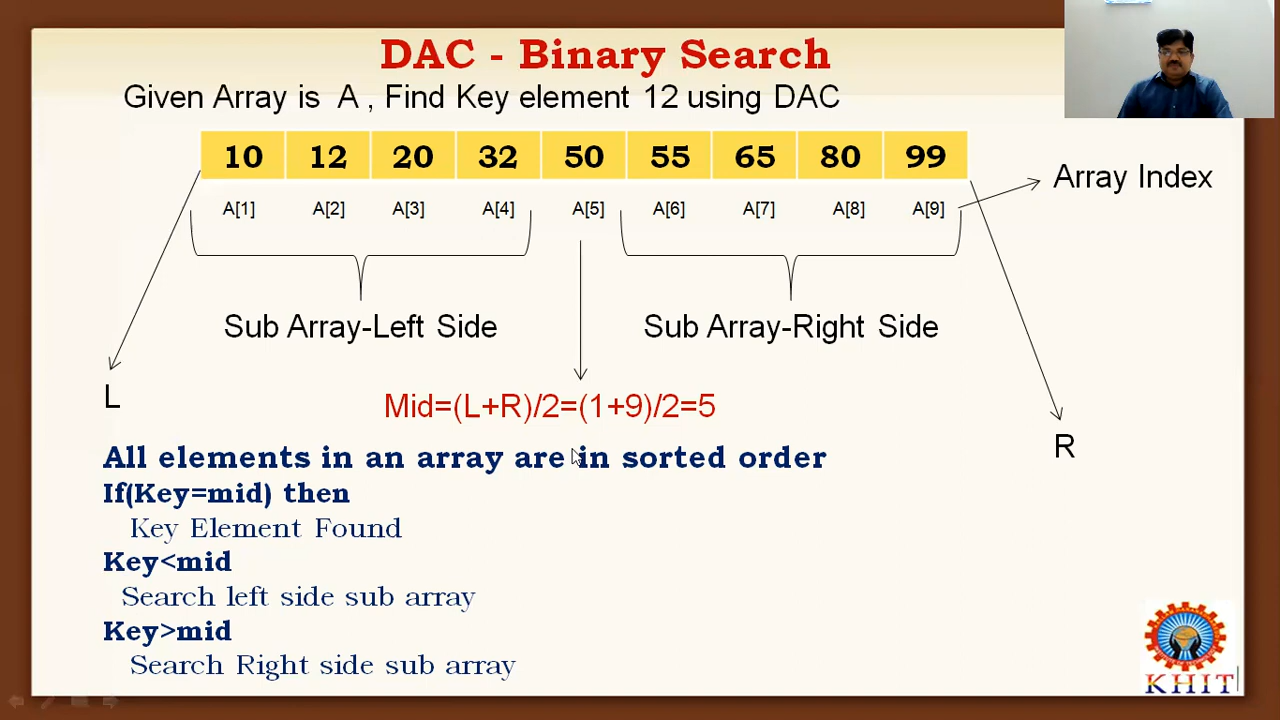 DAC - Binary Search
Given Array is A , Find Key element 12 using DAC
10 12 20 32 50 55 65 80 99
Array Index
A[1] A[2] A[3] A[4] A[5] A[6] A[7] A[8] A[9]
Sub Array-Left Side
Sub Array-Right Side
L
Mid=(L+R)/2=(1+9)/2=5
R
All elements in an array are in sorted order
If(Key=mid) then
Key Element Found
Key<mid
Search left side sub array
Key>mid
Search Right side sub array
KHIT